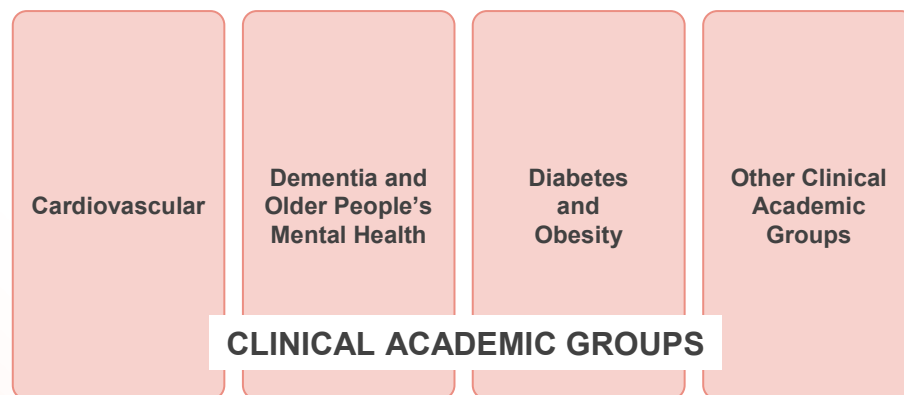 Cardiovascular
Dementia and
Older People’s
Mental Health
Diabetes
and
Obesity
Other Clinical
Academic
Groups
CLINICAL ACADEMIC GROUPS